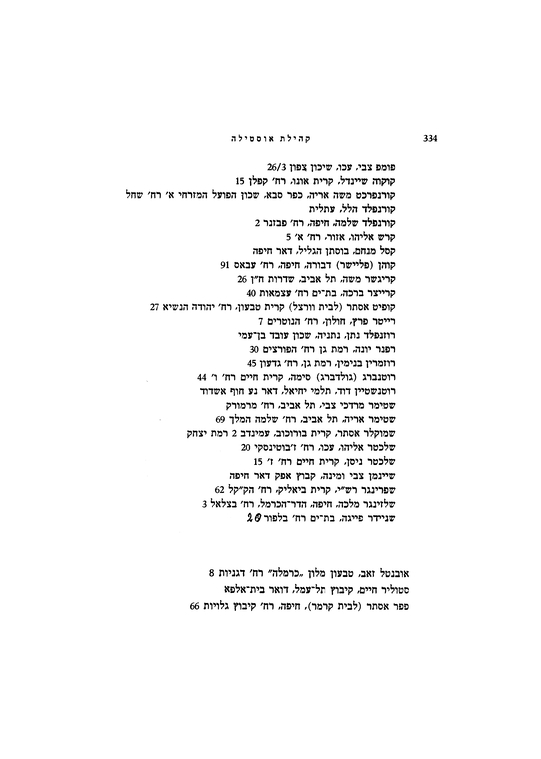 334
קהילת אוסטילה
פומפ צבי, עכו, שיכון צפון 26/3
קוקוה שיינדל, קרית אונו, רח׳ קפלן 15
קורנפרכט משה אריה, כפר סבא, שכון הפועל המזרחי א׳ רח׳ שחל
קורנפלד הלל, עתלית
קורנפלד שלמה, חיפה, רח׳ פבזנר 2
קרש אליהו, אזור, רח׳ א׳ 5
קסל מנחם, בוסתן הגליל, דאר חיפה
קוהן (פליישר) דבורה, חיפה, רח׳ עבאס 91
קרינשר משה, תל אביב, שדרות ח״ן 26
קרייצר ברכה, בת־ים רח׳ עצמאות 40
קופיט אסתר (לבית וורצל) קרית טבעון, רח׳ יהודה הנשיא 27
רייטר פרץ, חולון, רח׳ הנוטרים 7
רוזנפלד נתן, נתניה, שכון עובד בן־עמי
רפנר יונה, רמת גן רח׳ הפורצים 30
רוזמרין בנימין, רמת גן, רח׳ גדעון 45
רוטנברג (גולדברג) סימה, קרית חיים רח׳ ו׳ 44
רוטנשטיין דוד, תלמי יחיאל, דאר נע חוף אשדוד
שטימר מרדכי צבי, תל אביב, רח׳ מרמורק
שטימר אריה, תל אביב, רח׳ שלמה המלך 69
שמוקלר אסתר, קרית בורוכוב, עמינדב 2 רמת יצחק
שלכטר אליהו, עכו, רח׳ ז׳בוטינסקי 20
שלכטר ניסן, קרית חיים רח׳ ז׳ 15
שיינמן צבי ומינה, קבוץ אפק דאר חיפה
שפרינגר רש״י, קרית ביאליק, רח׳ הק״קל 62
שלזינגר מלכה, חיפה, הדר־הכרמל, רח׳ בצלאל 3
שניידר פייגה, בת־ים רח׳ בלפור 20
אובנטל זאב, טבעון מלון „כרמלה״ רח׳ דגניות 8
סטוליר חיים, קיבוץ תל־עמל, דואר בית־אלפא
פפר אסתר (לבית קרמר), חיפה, רח׳ קיבוץ גלויות 66